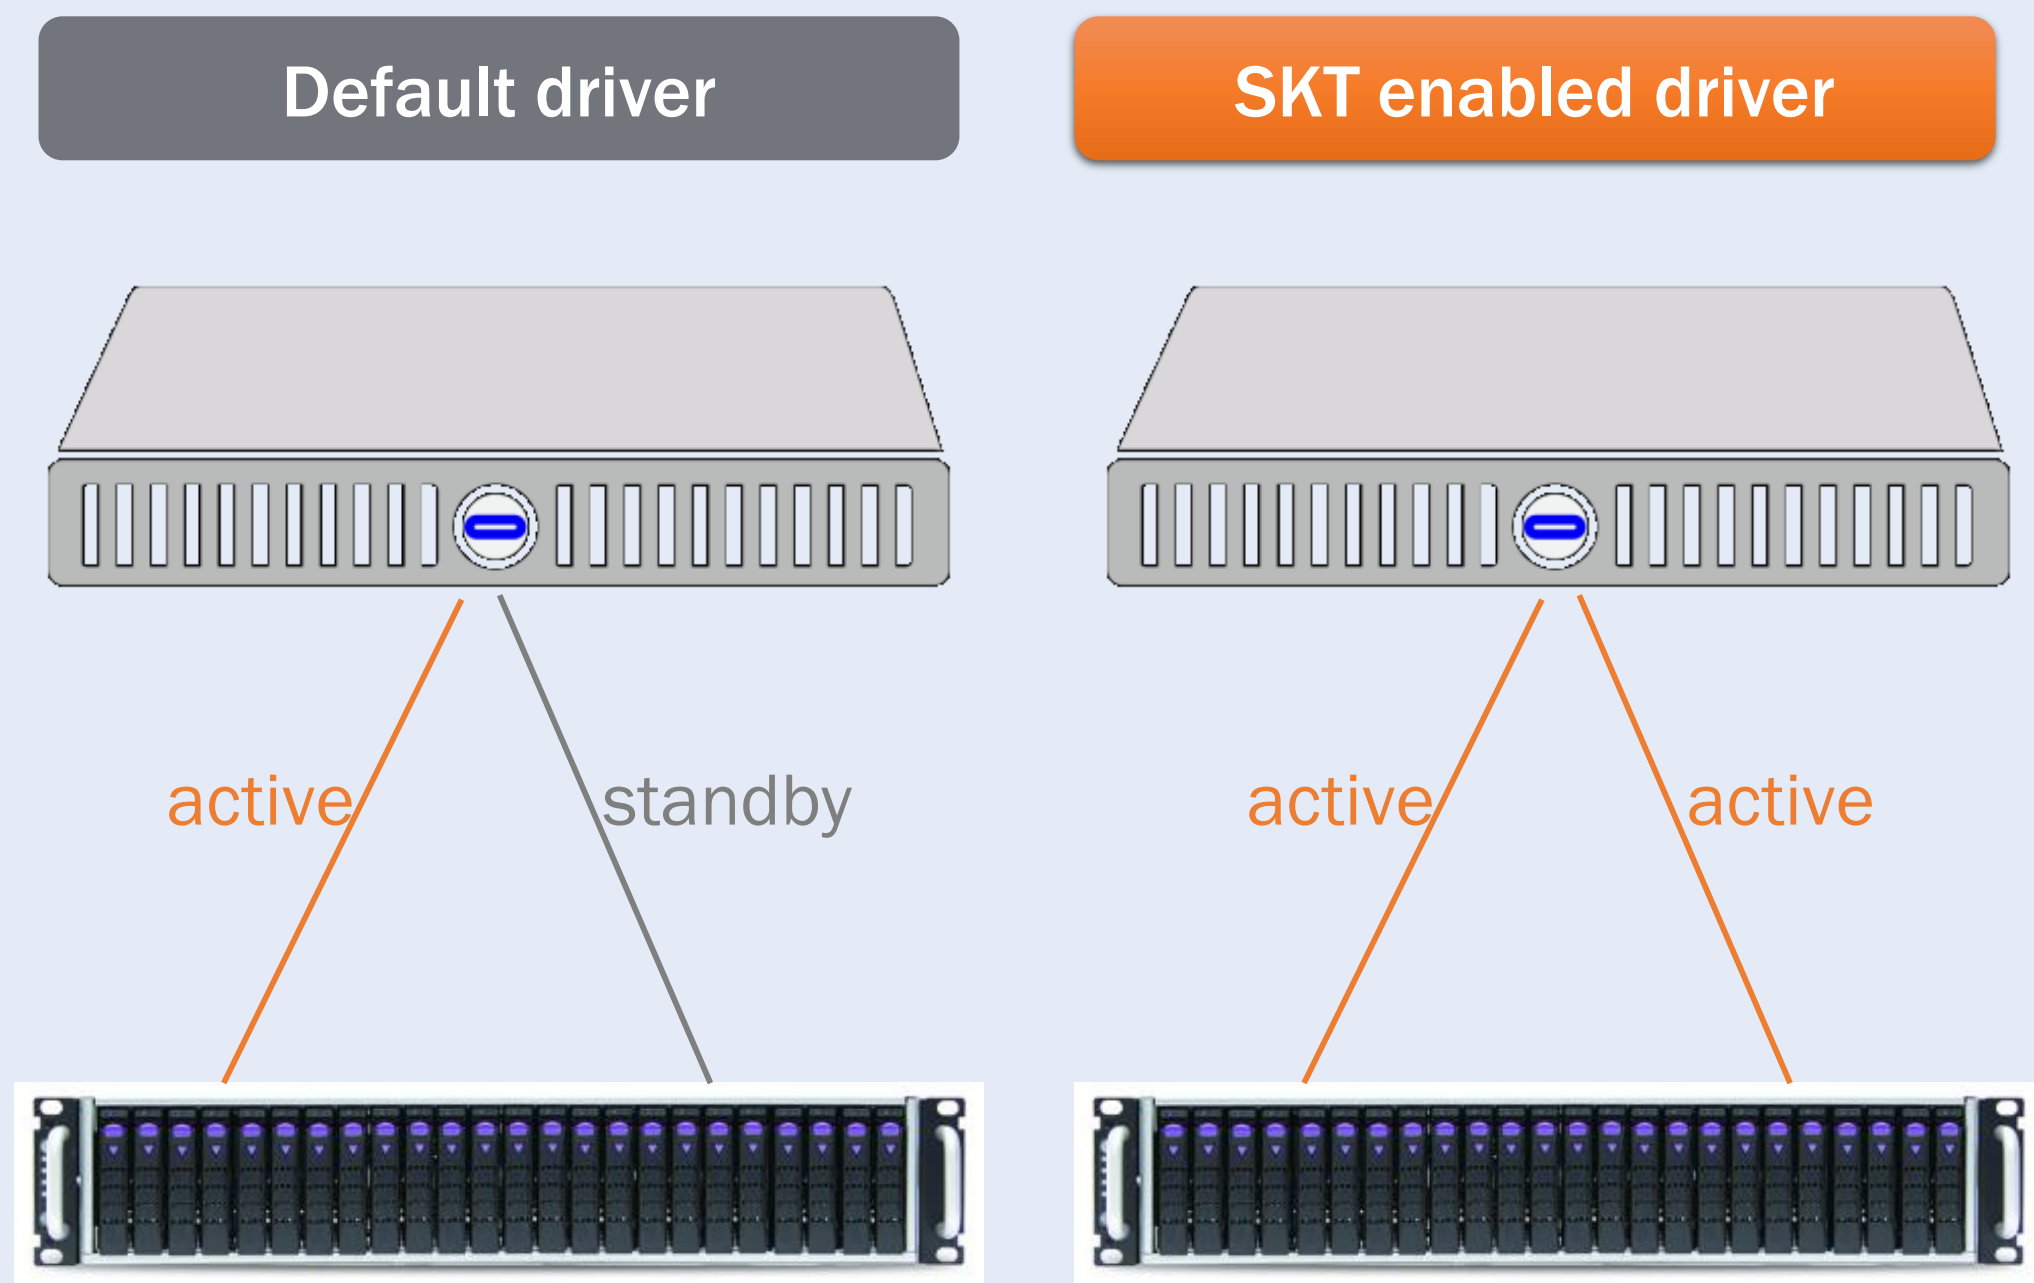 Default driver
SKT enabled driver
active
standby
active
active